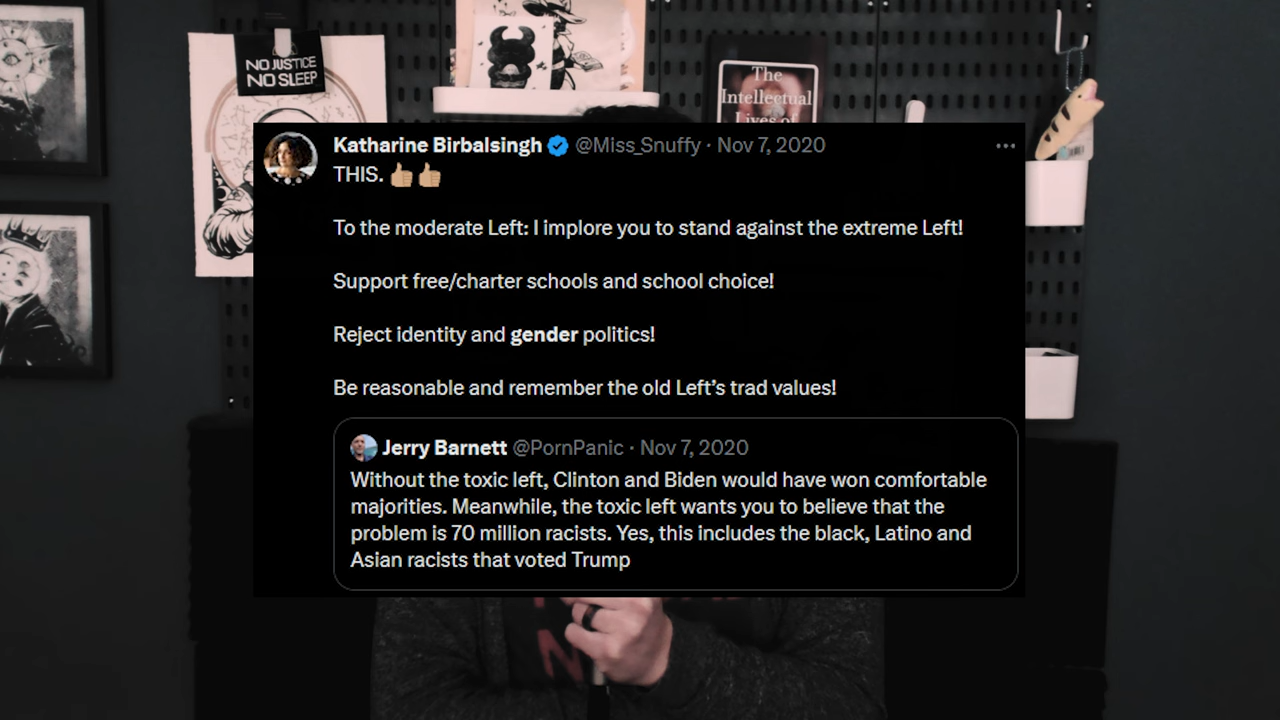 NO JUSTICE
NO SLEEP
The
Intellectual
Lives of
Katharine Birbalsingh @Miss_Snuffy · Nov 7, 2020
THIS. 👍🏼👍🏼
To the moderate Left: I implore you to stand against the extreme Left!
Support free/charter schools and school choice!
Reject identity and gender politics!
Be reasonable and remember the old Left’s trad values!
Jerry Barnett @PornPanic · Nov 7, 2020
Without the toxic left, Clinton and Biden would have won comfortable
majorities. Meanwhile, the toxic left wants you to believe that the
problem is 70 million racists. Yes, this includes the black, Latino and
Asian racists that voted Trump